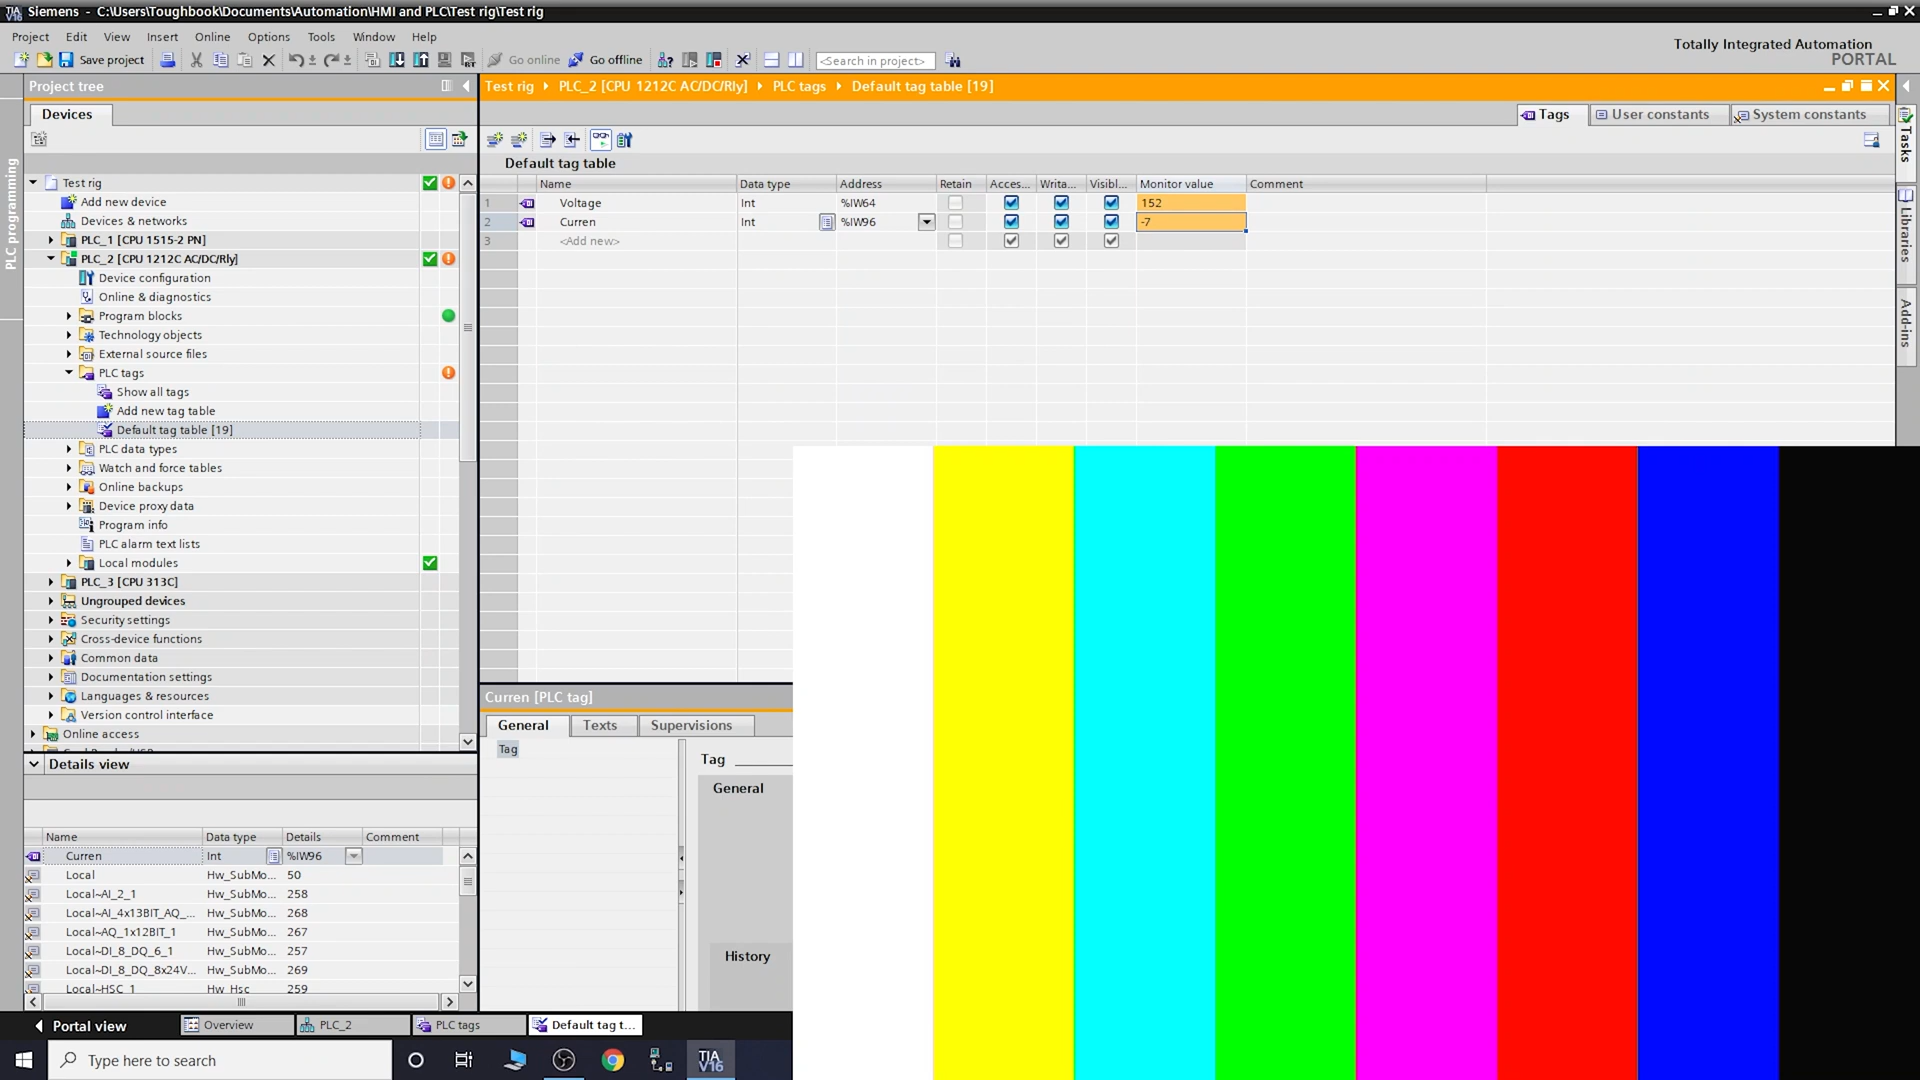 TIA V16 Siemens - C:\Users\Toughbook\Documents\Automation\HMI and PLC\Test rig\Test rig
Project Edit View Insert Online Options Tools Window Help
Totally Integrated Automation
PORTAL
Save project Go online Go offline <Search in project>
Project tree
Devices
PLC programming
Test rig
Add new device
Devices & networks
PLC_1 [CPU 1515-2 PN]
PLC_2 [CPU 1212C AC/DC/Rly]
Device configuration
Online & diagnostics
Program blocks
Technology objects
External source files
PLC tags
Show all tags
Add new tag table
Default tag table [19]
PLC data types
Watch and force tables
Online backups
Device proxy data
Program info
PLC alarm text lists
Local modules
PLC_3 [CPU 313C]
Ungrouped devices
Security settings
Cross-device functions
Common data
Documentation settings
Languages & resources
Version control interface
Online access
Details view
Name Data type Details Comment
Curren Int %IW96
Local Hw_SubMo... 50
Local~AI_2_1 Hw_SubMo... 258
Local~AI_4x13BIT_AQ_... Hw_SubMo... 268
Local~AQ_1x12BIT_1 Hw_SubMo... 267
Local~DI_8_DQ_6_1 Hw_SubMo... 257
Local~DI_8_DQ_8x24V... Hw_SubMo... 269
Local~HSC_1 Hw_Hsc 259
Test rig PLC_2 [CPU 1212C AC/DC/Rly] PLC tags Default tag table [19]
Tags User constants System constants
Default tag table
Name Data type Address Retain Acces... Writa... Visibl... Monitor value Comment
1 Voltage Int %IW64 152
2 Curren Int %IW96 -7
3 <Add new>
Curren [PLC tag]
General Texts Supervisions
Tag
Tag
General
History
Tasks
Libraries
Add-ins
Portal view Overview PLC_2 PLC tags Default tag t...
Type here to search
TIA
V16